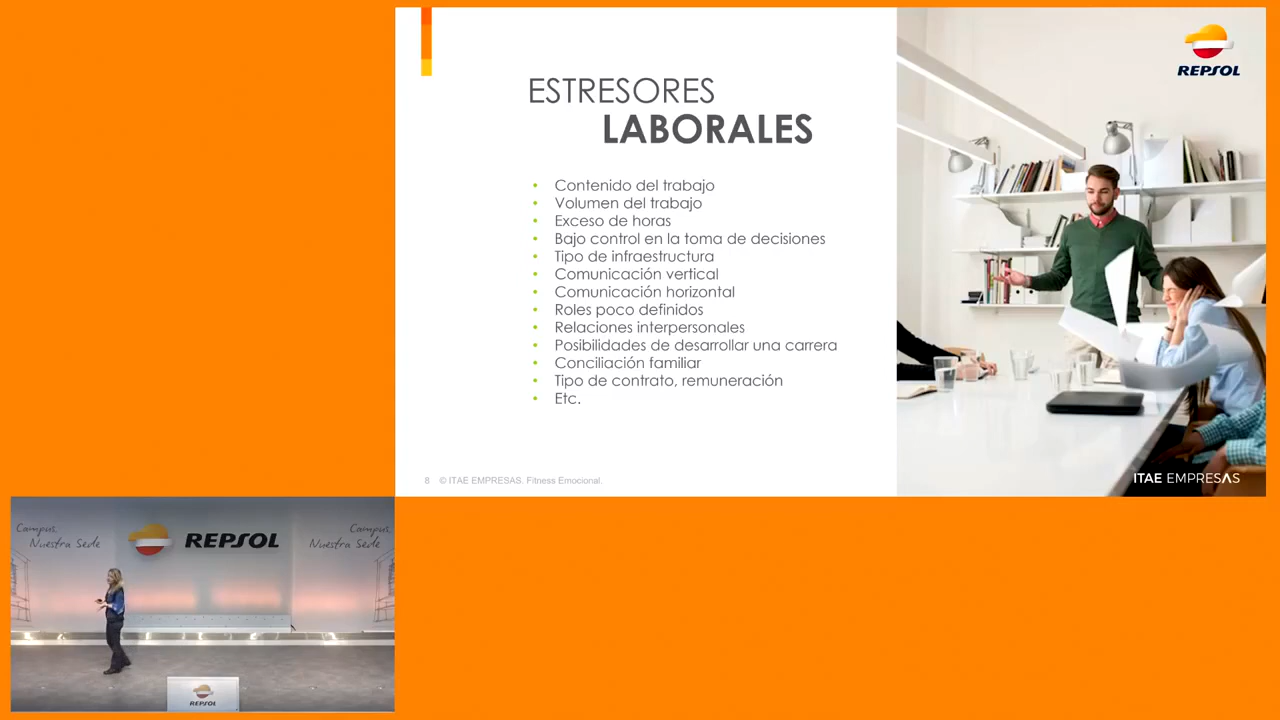 ESTRESORES
LABORALES
• Contenido del trabajo
• Volumen del trabajo
• Exceso de horas
• Bajo control en la toma de decisiones
• Tipo de infraestructura
• Comunicación vertical
• Comunicación horizontal
• Roles poco definidos
• Relaciones interpersonales
• Posibilidades de desarrollar una carrera
• Conciliación familiar
• Tipo de contrato, remuneración
• Etc.
8 © ITAE EMPRESAS. Fitness Emocional.
REPSOL
ITAE EMPRESAS
Campus
Nuestra Sede
REPSOL
Campus
Nuestra Sede
REPSOL